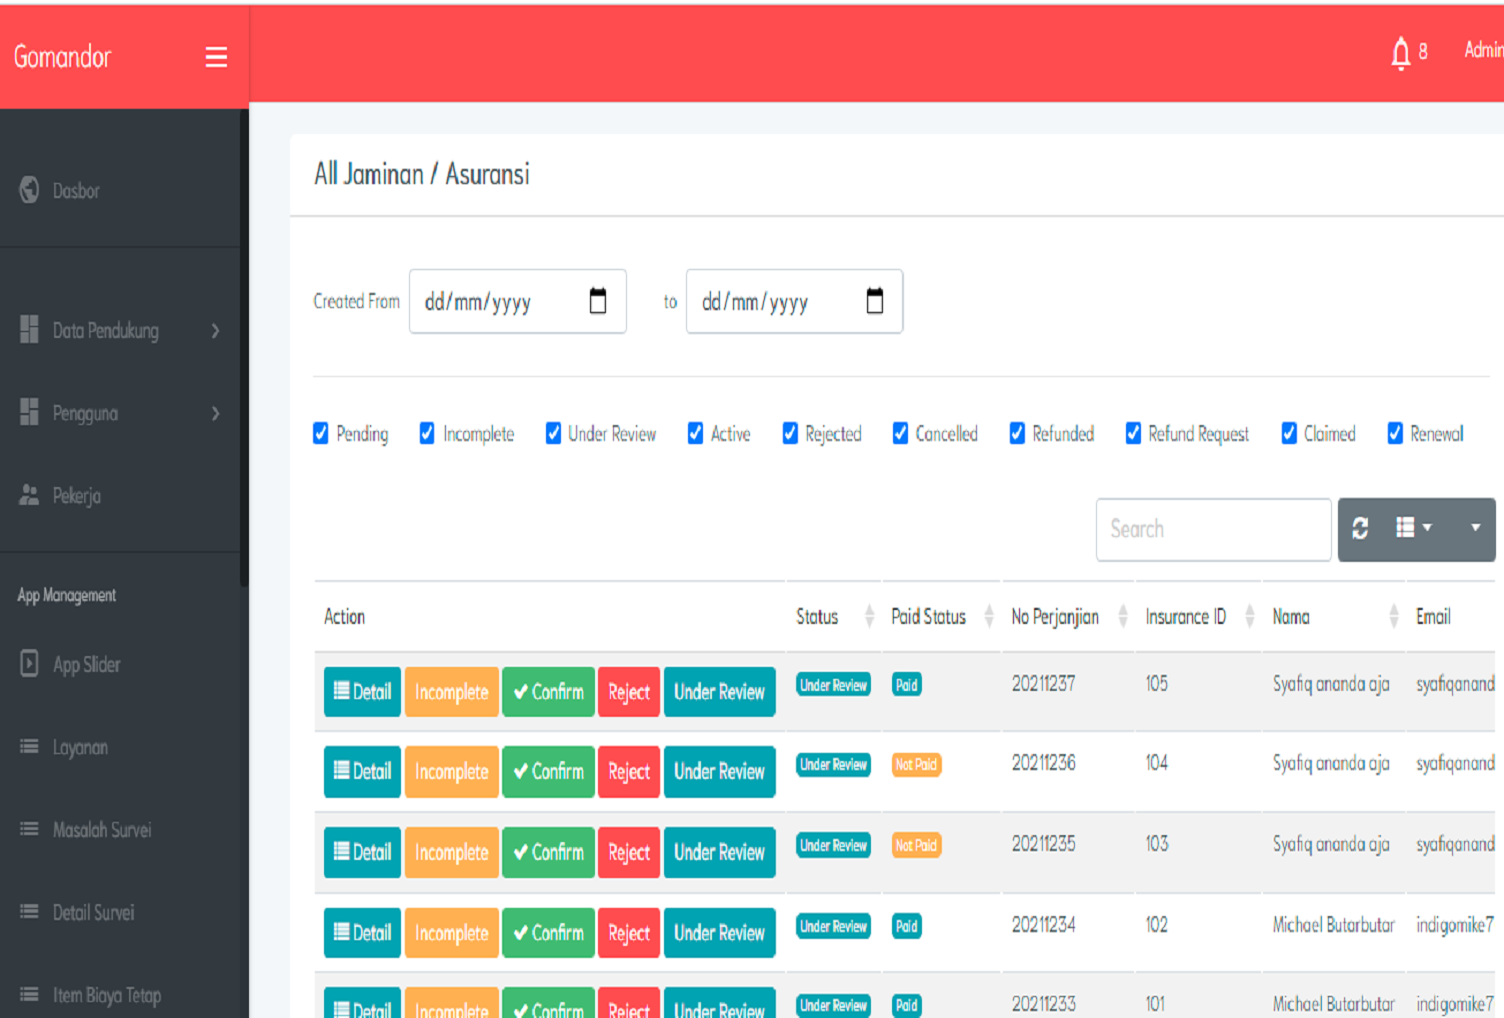 Gomandor
8
Admin
Dasbor
Data Pendukung
Pengguna
Pekerja
App Management
App Slider
Layanan
Masalah Survei
Detail Survei
Item Biaya Tetap
All Jaminan / Asuransi
Created From dd/mm/yyyy to dd/mm/yyyy
Pending Incomplete Under Review Active Rejected Cancelled Refunded Refund Request Claimed Renewal
Search
Action Status Paid Status No Perjanjian Insurance ID Nama Email
Detail Incomplete Confirm Reject Under Review Under Review Paid 20211237 105 Syafiq ananda aja syafiqanand
Detail Incomplete Confirm Reject Under Review Under Review Not Paid 20211236 104 Syafiq ananda aja syafiqanand
Detail Incomplete Confirm Reject Under Review Under Review Not Paid 20211235 103 Syafiq ananda aja syafiqanand
Detail Incomplete Confirm Reject Under Review Under Review Paid 20211234 102 Michael Butarbutar indigomike7
Detail Incomplete Confirm Reject Under Review Under Review Paid 20211233 101 Michael Butarbutar indigomike7